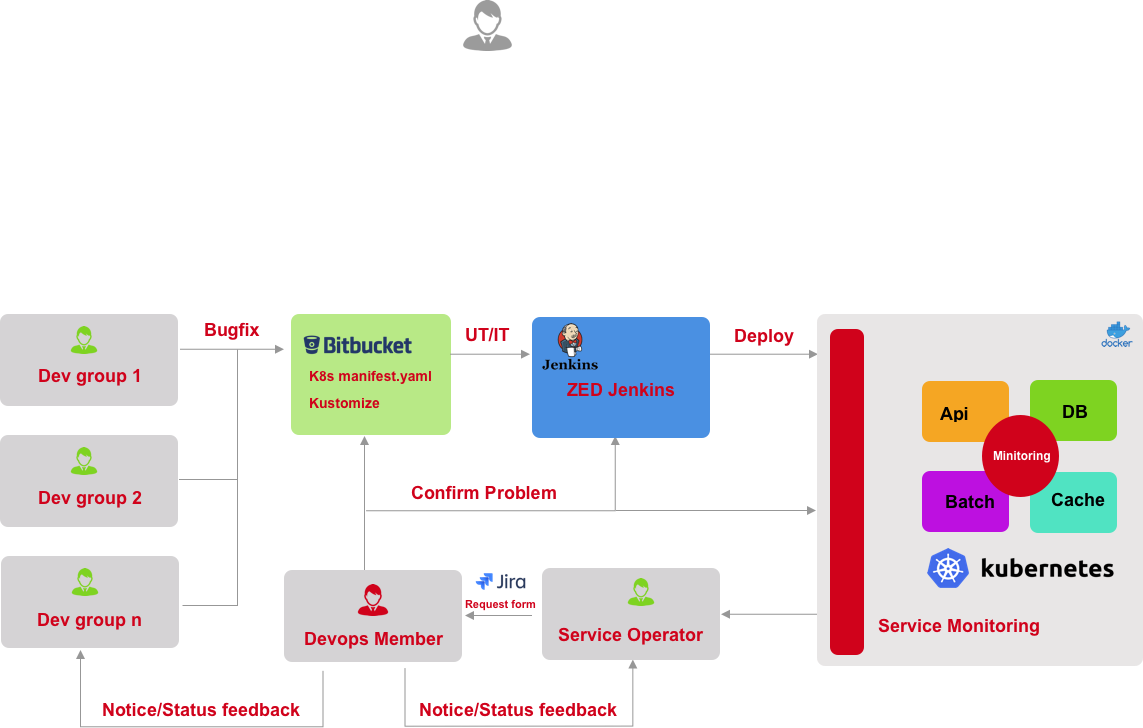 Dev group 1
Bugfix
Bitbucket
K8s manifest.yaml
Kustomize
UT/IT
Jenkins
ZED Jenkins
Deploy
docker
Dev group 2
Dev group n
Confirm Problem
Api
DB
Minitoring
Batch
Cache
kubernetes
Service Monitoring
Devops Member
Jira
Request form
Service Operator
Notice/Status feedback
Notice/Status feedback